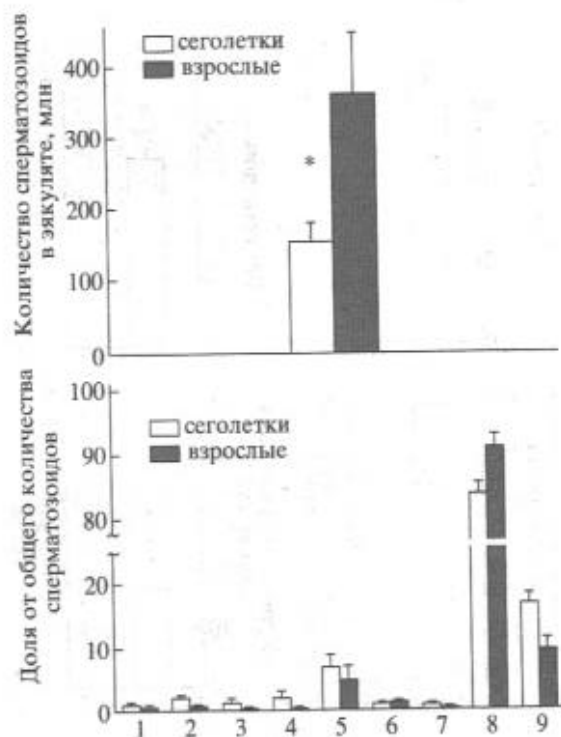 Количество сперматозоидов
в эякуляте, млн
400
300
200
100
0
сеголетки
взрослые
*
Доля от общего количества
сперматозоидов
100
90
80
20
10
0
сеголетки
взрослые
1 2 3 4 5 6 7 8 9